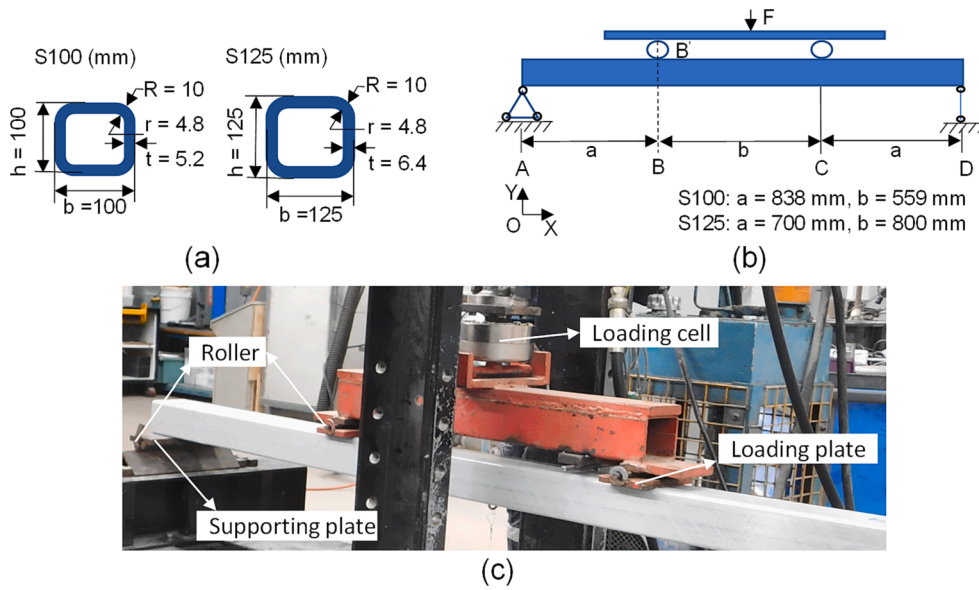 S100 (mm)
S125 (mm)
R = 10
r = 4.8
t = 5.2
h = 100
b =100
R = 10
r = 4.8
t = 6.4
h = 125
b =125
(a)
F
B'
a
b
a
A
B
C
D
Y
O
X
S100: a = 838 mm, b = 559 mm
S125: a = 700 mm, b = 800 mm
(b)
Roller
Loading cell
Loading plate
Supporting plate
(c)